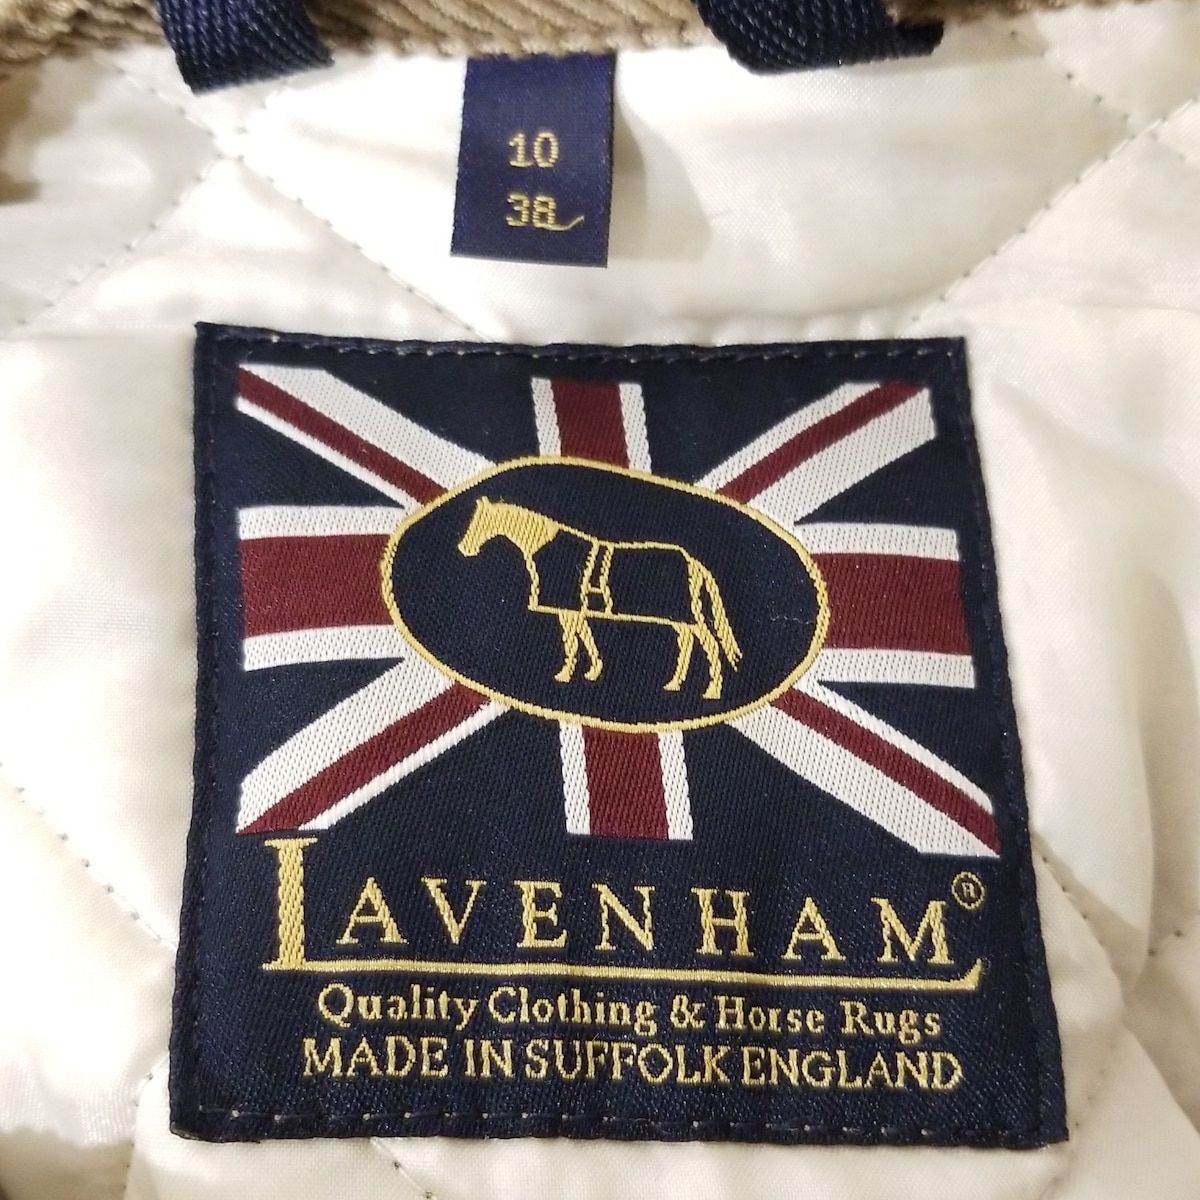 10
38
LAVENHAM®
Quality Clothing & Horse Rugs
MADE IN SUFFOLK ENGLAND